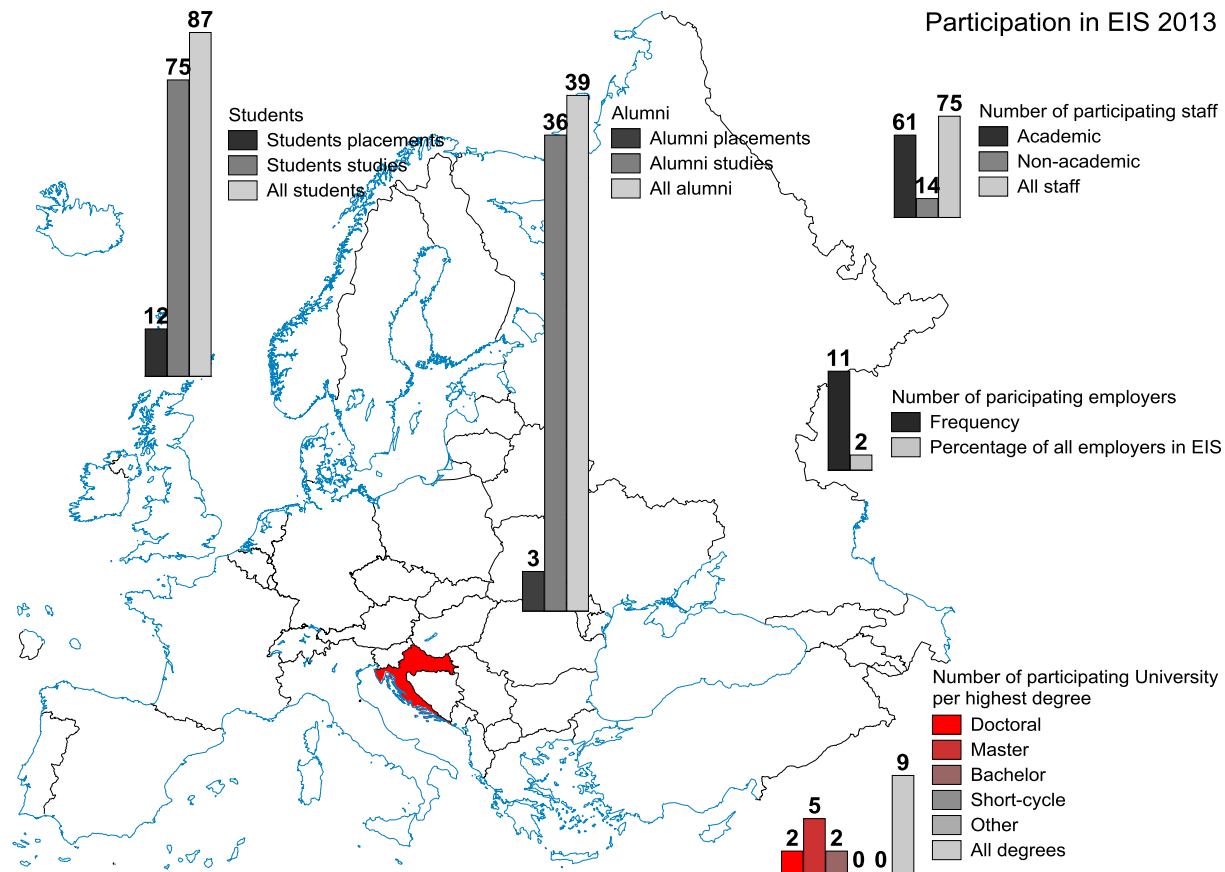 Participation in EIS 2013
87
75
12
Students
Students placements
Students studies
All students
39
36
3
Alumni
Alumni placements
Alumni studies
All alumni
75
61
14
Number of participating staff
Academic
Non-academic
All staff
11
2
Number of paricipating employers
Frequency
Percentage of all employers in EIS
Number of participating University
per highest degree
Doctoral
Master
Bachelor
Short-cycle
Other
All degrees
2
5
2
0
0
9